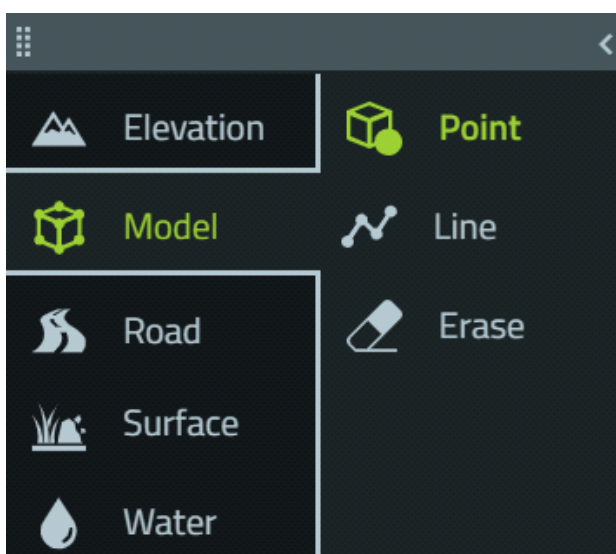 Elevation
Model
Road
Surface
Water
Point
Line
Erase